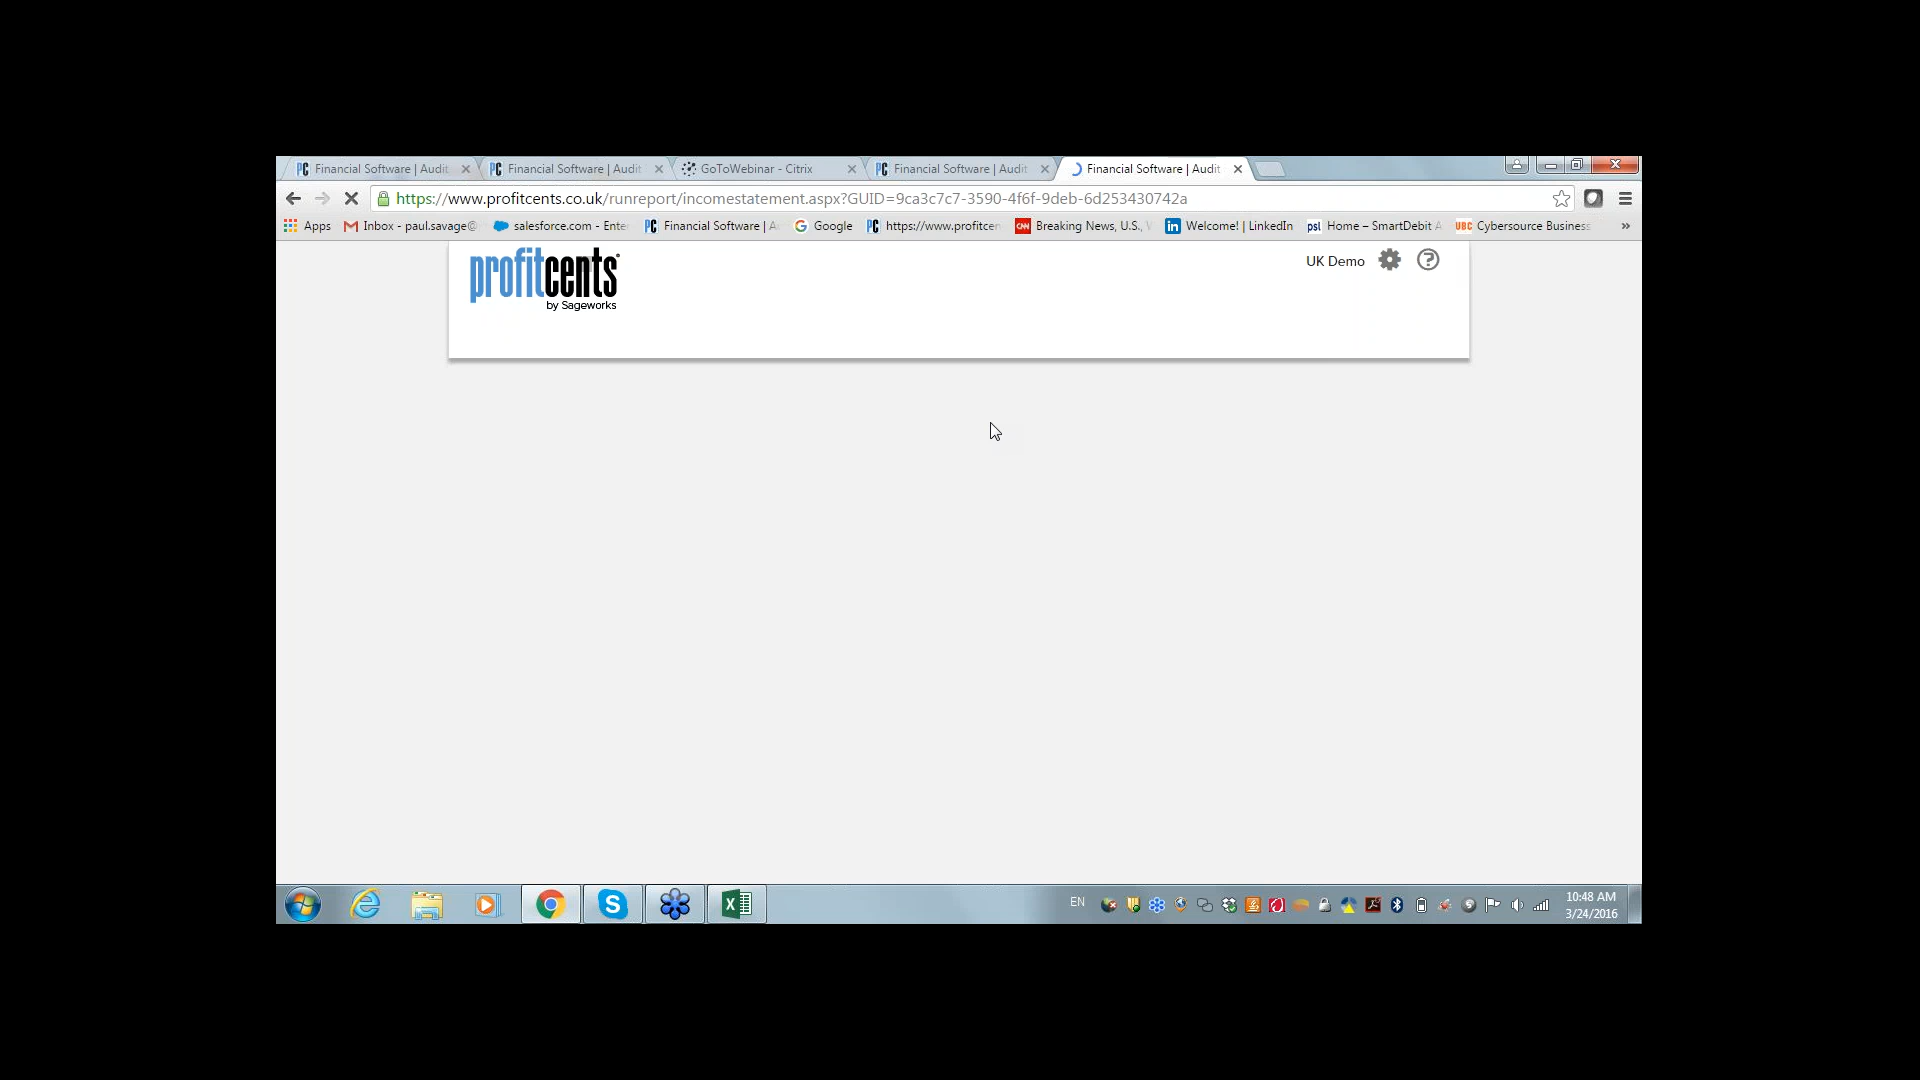 Financial Software | Audit
Financial Software | Audit
GoToWebinar - Citrix
Financial Software | Audit
Financial Software | Audit
https://www.profitcents.co.uk/runreport/incomestatement.aspx?GUID=9ca3c7c7-3590-4f6f-9deb-6d253430742a
Apps
Inbox - paul.savage@
salesforce.com - Ente
Financial Software | A
Google
https://www.profitcen
CNN
Breaking News, U.S.,
Welcome! | LinkedIn
psl
Home – SmartDebit
UBC
Cybersource Business
»
profitcents
by Sageworks
UK Demo
EN
10:48 AM
3/24/2016